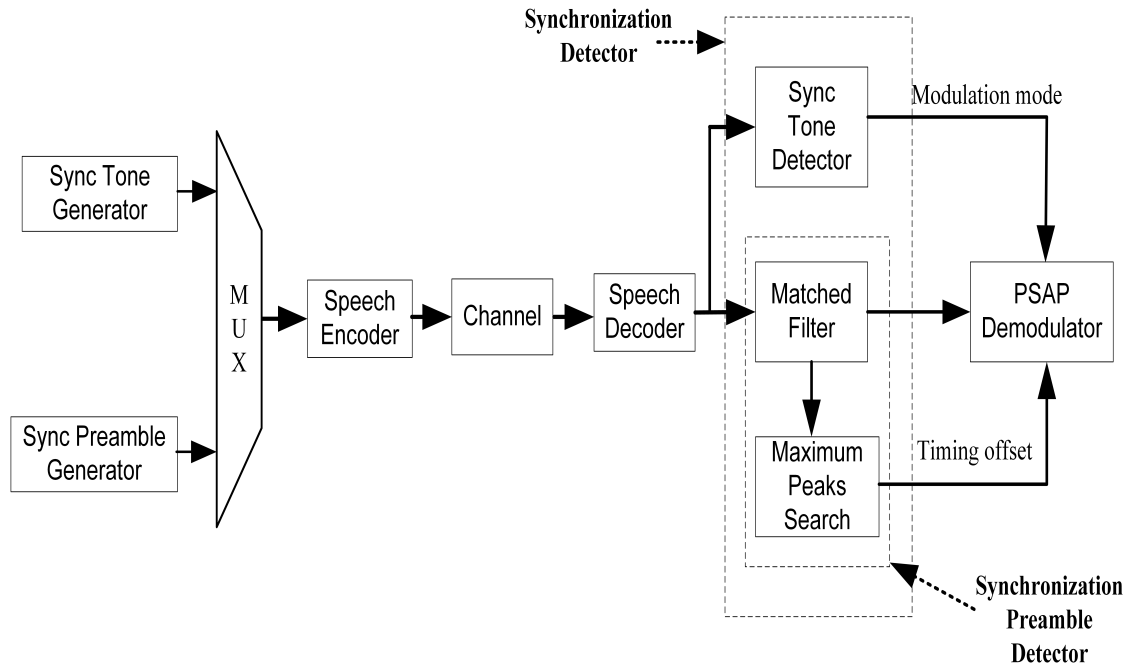 Synchronization
Detector
Sync
Tone
Detector
Modulation mode
Sync Tone
Generator
M
U
X
Speech
Encoder
Channel
Speech
Decoder
Matched
Filter
PSAP
Demodulator
Sync Preamble
Generator
Maximum
Peaks
Search
Timing offset
Synchronization
Preamble
Detector